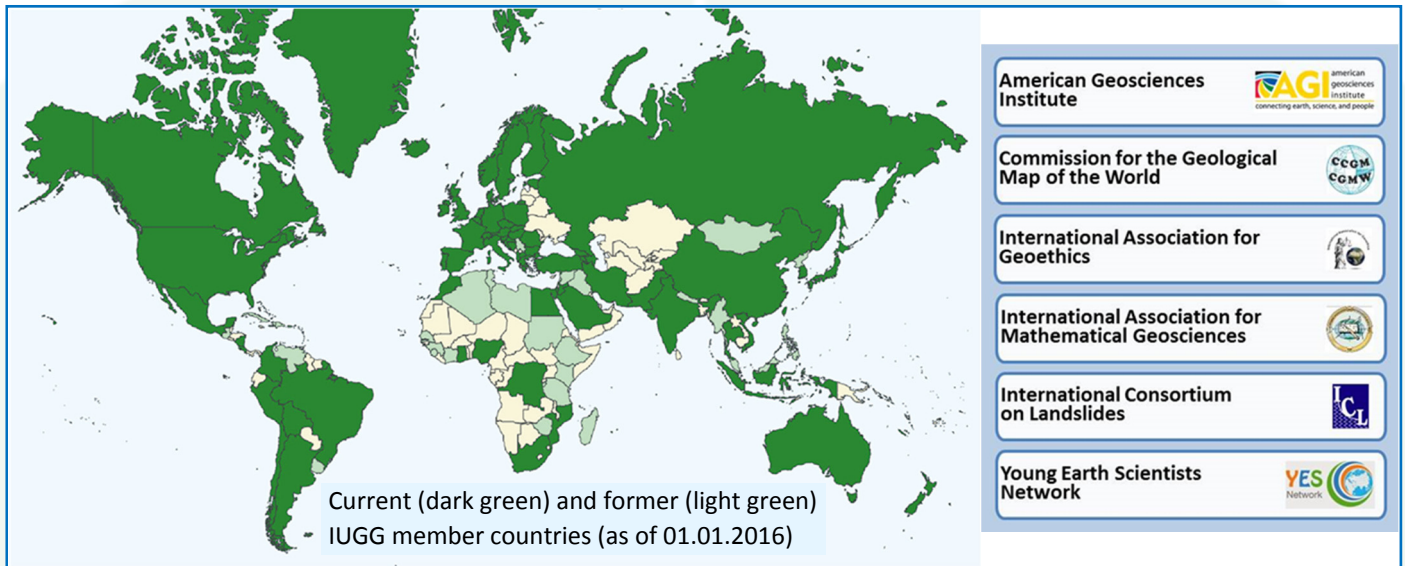 American Geosciences
Institute
AGI
american
geosciences
institute
connecting earth, science, and people
Commission for the Geological
Map of the World
CCGM
CGMW
International Association for
Geoethics
International Association for
Mathematical Geosciences
International Consortium
on Landslides
ICL
Young Earth Scientists
Network
YES
Network
Current (dark green) and former (light green)
IUGG member countries (as of 01.01.2016)